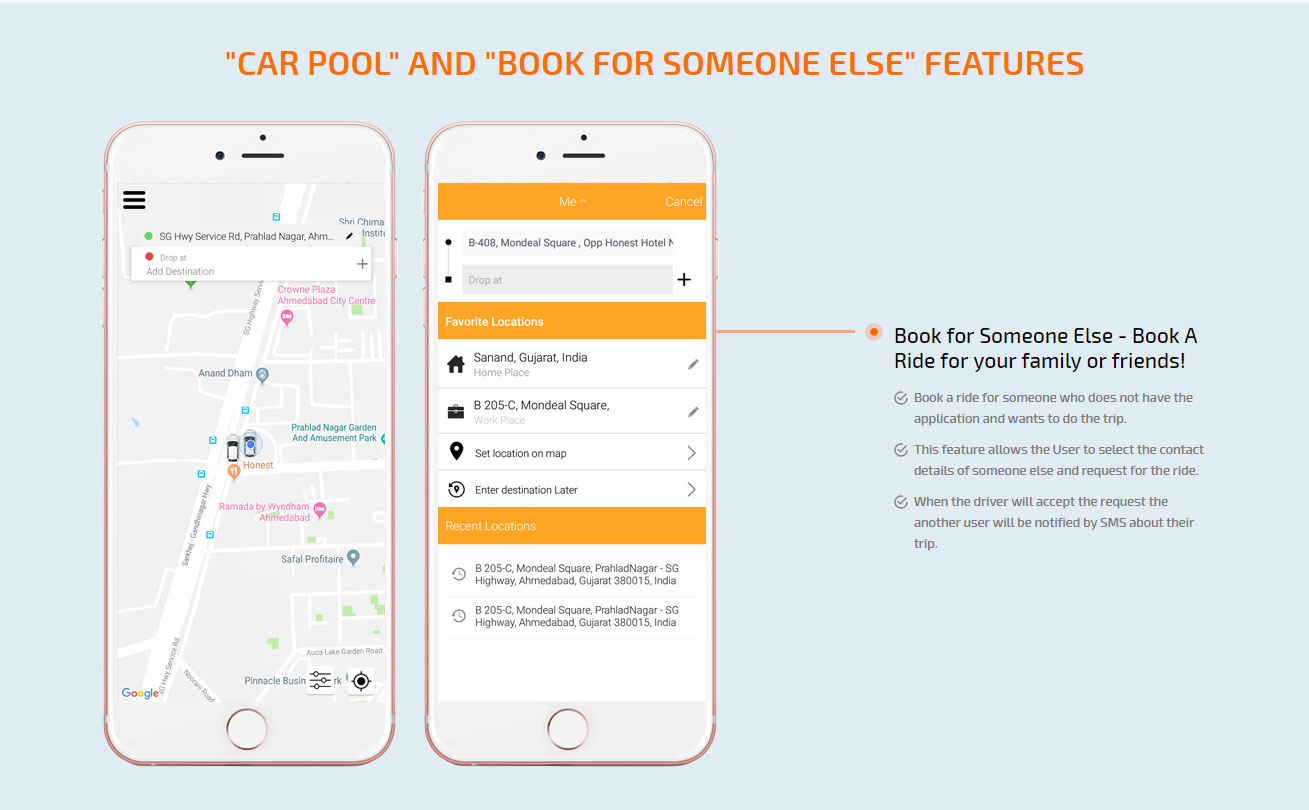 "CAR POOL" AND "BOOK FOR SOMEONE ELSE" FEATURES
Shri Chima
Institu
SG Hwy Service Rd, Prahlad Nagar, Ahm...
Drop at
Add Destination
+
Crowne Plaza
Ahmedabad City Centre
SG Highway Serv
Anand Dham
Prahlad Nagar Garden
And Amusement Park
Honest
Ramada by Wyndham
Ahmedabad
Sarkhej - Gandhinagar Hwy
Safal Profitaire
Auda Lake Garden Road
SG Hwy Service Rd
Noorani Road
Pinnacle Busin
rk
Google
Me ^
Cancel
B-408, Mondeal Square , Opp Honest Hotel N
Drop at
+
Favorite Locations
Sanand, Gujarat, India
Home Place
B 205-C, Mondeal Square,
Work Place
Set location on map
Enter destination Later
Recent Locations
B 205-C, Mondeal Square, PrahladNagar - SG
Highway, Ahmedabad, Gujarat 380015, India
B 205-C, Mondeal Square, PrahladNagar - SG
Highway, Ahmedabad, Gujarat 380015, India
Book for Someone Else - Book A
Ride for your family or friends!
Book a ride for someone who does not have the
application and wants to do the trip.
This feature allows the User to select the contact
details of someone else and request for the ride.
When the driver will accept the request the
another user will be notified by SMS about their
trip.